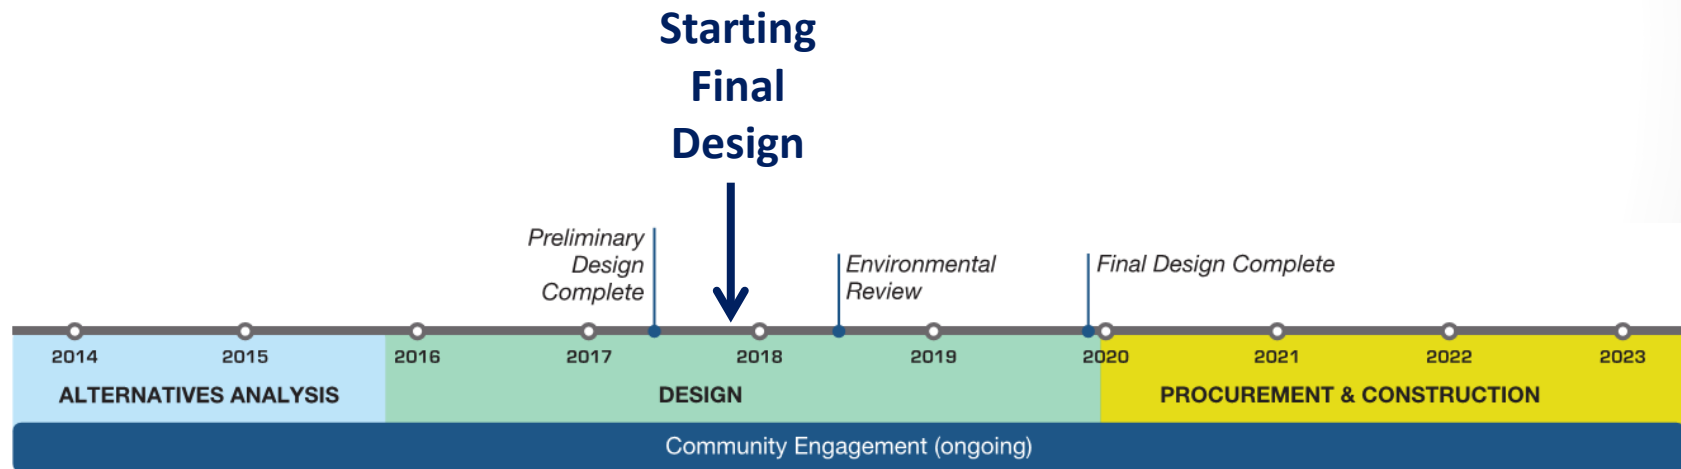 Starting
Final
Design
Preliminary
Design
Complete
Environmental
Review
Final Design Complete
2014 2015 2016 2017 2018 2019 2020 2021 2022 2023
ALTERNATIVES ANALYSIS DESIGN PROCUREMENT & CONSTRUCTION
Community Engagement (ongoing)